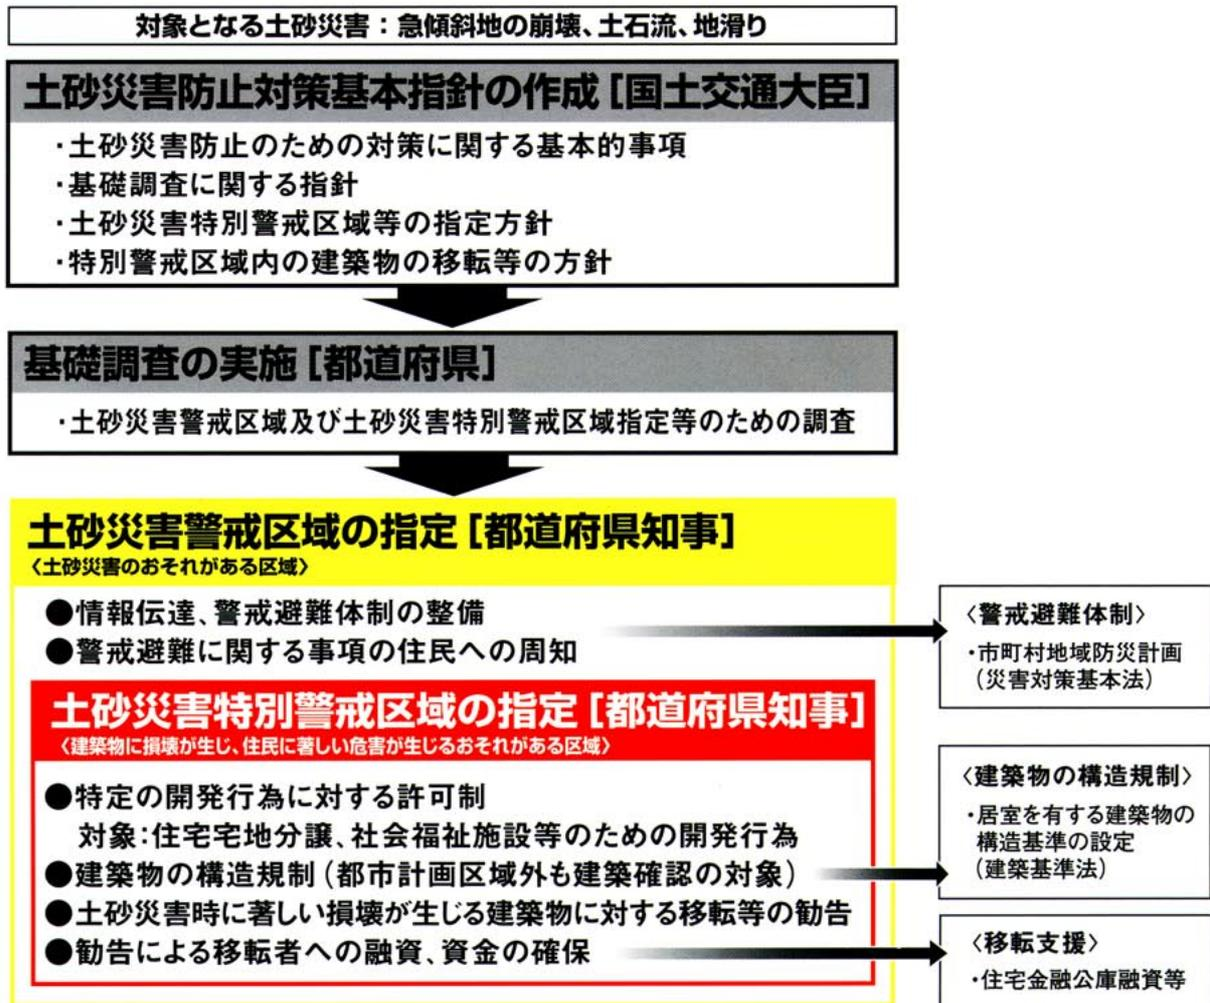 対象となる土砂災害：急傾斜地の崩壊、土石流、地滑り
土砂災害防止対策基本指針の作成［国土交通大臣］
・土砂災害防止のための対策に関する基本的事項
・基礎調査に関する指針
・土砂災害特別警戒区域等の指定方針
・特別警戒区域内の建築物の移転等の方針
基礎調査の実施［都道府県］
・土砂災害警戒区域及び土砂災害特別警戒区域指定等のための調査
土砂災害警戒区域の指定［都道府県知事］
〈土砂災害のおそれがある区域〉
●情報伝達、警戒避難体制の整備
●警戒避難に関する事項の住民への周知
〈警戒避難体制〉
・市町村地域防災計画
（災害対策基本法）
土砂災害特別警戒区域の指定［都道府県知事］
〈建築物に損壊が生じ、住民に著しい危害が生じるおそれがある区域〉
●特定の開発行為に対する許可制
対象：住宅宅地分譲、社会福祉施設等のための開発行為
●建築物の構造規制（都市計画区域外も建築確認の対象）
〈建築物の構造規制〉
・居室を有する建築物の
構造基準の設定
（建築基準法）
●土砂災害時に著しい損壊が生じる建築物に対する移転等の勧告
●勧告による移転者への融資、資金の確保
〈移転支援〉
・住宅金融公庫融資等